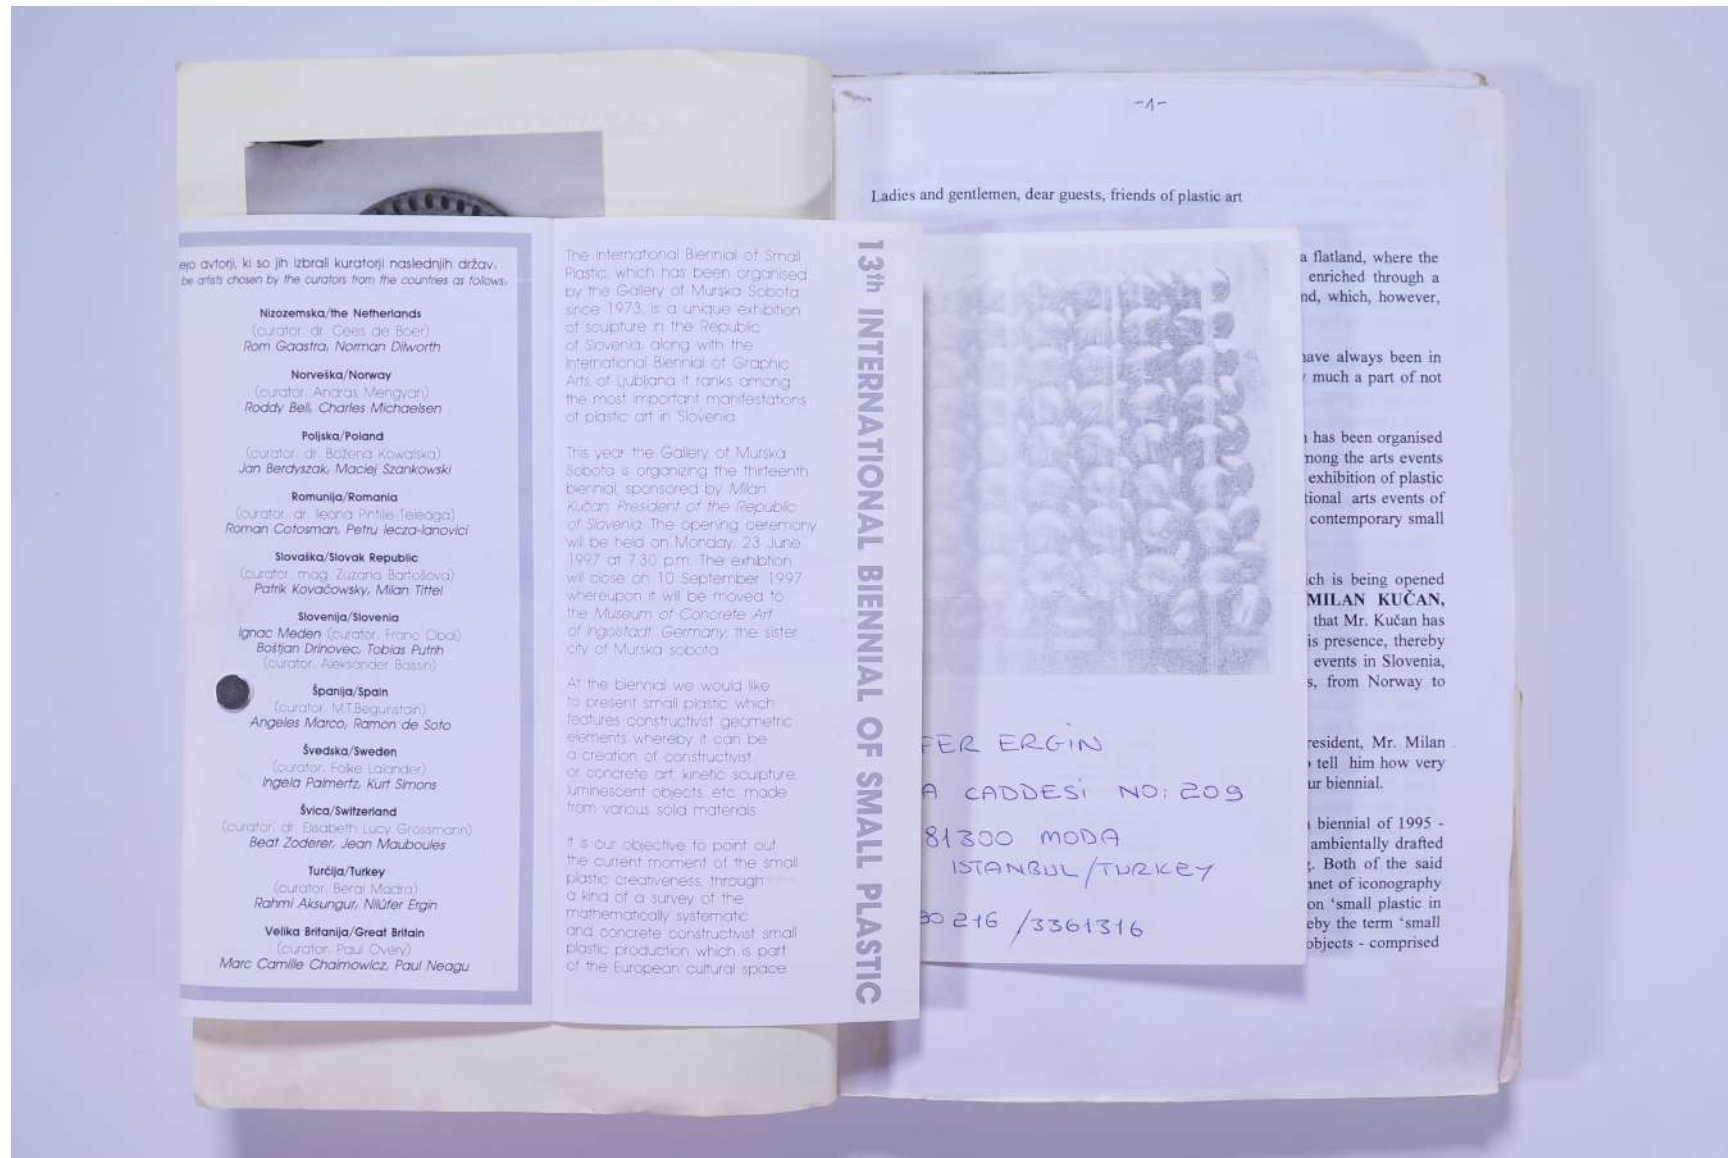 ejo avtorji, ki so jih izbrali kuratorji naslednjih držav.
be artists chosen by the curators from the countries as follows.
Nizozemska/the Netherlands
(curator. dr. Cees de Boer)
Rom Gaastra, Norman Dilworth
Norveška/Norway
(curator. Andras Mengyan)
Roddy Bell, Charles Michaelsen
Poljska/Poland
(curator. dr. Božena Kowalska)
Jan Berdyszak, Maciej Szankowski
Romunija/Romania
(curator. dr. Ileana Pintilie-Teleaga)
Roman Cotosman, Petru Iecza-Ianovici
Slovaška/Slovak Republic
(curator. mag. Zuzana Bartošova)
Patrik Kovačowsky, Milan Tittel
Slovenija/Slovenia
Ignac Meden (curator. Franc Obal)
Boštjan Drinovec, Tobias Putrih
(curator. Aleksander Bassin)
Španija/Spain
(curator. M.T.Beguristain)
Angeles Marco, Ramon de Soto
Švedska/Sweden
(curator. Folke Lalander)
Ingela Palmertz, Kurt Simons
Švica/Switzerland
(curator. dr. Elisabeth Lucy Grossmann)
Beat Zoderer, Jean Mauboules
Turčija/Turkey
(curator. Beral Madra)
Rahmi Aksungur, Nilûfer Ergin
Velika Britanija/Great Britain
(curator. Paul Overy)
Marc Camille Chaimowicz, Paul Neagu
The International Biennial of Small
Plastic, which has been organised
by the Gallery of Murska Sobota
since 1973, is a unique exhibition
of sculpture in the Republic
of Slovenia, along with the
International Biennial of Graphic
Arts of Ljubljana it ranks among
the most important manifestations
of plastic art in Slovenia.
This year the Gallery of Murska
Sobota is organizing the thirteenth
biennial, sponsored by Milan
Kučan, President of the Republic
of Slovenia. The opening ceremony
will be held on Monday, 23 June
1997 at 7.30 p.m. The exhibition
will close on 10 September 1997
whereupon it will be moved to
the Museum of Concrete Art
of Ingolstadt, Germany, the sister
city of Murska sobota.
At the biennial we would like
to present small plastic which
features constructivist geometric
elements whereby it can be
a creation of constructivist
or concrete art, kinetic sculpture,
luminescent objects, etc. made
from various solid materials.
It is our objective to point out
the current moment of the small
plastic creativeness, through
a kind of a survey of the
mathematically systematic
and concrete constructivist small
plastic production which is part
of the European cultural space.
13th INTERNATIONAL BIENNIAL OF SMALL PLASTIC
FER ERGİN
A CADDESİ NO: 209
81300 MODA
ISTANBUL/TURKEY
90 216 /3361316
-1-
Ladies and gentlemen, dear guests, friends of plastic art
a flatland, where the
enriched through a
nd, which, however,
have always been in
much a part of not
has been organised
mong the arts events
exhibition of plastic
tional arts events of
contemporary small
ch is being opened
MILAN KUČAN,
that Mr. Kučan has
is presence, thereby
events in Slovenia,
s, from Norway to
resident, Mr. Milan
tell him how very
ur biennial.
biennial of 1995 -
ambientally drafted
. Both of the said
net of iconography
on 'small plastic in
eby the term 'small
objects - comprised